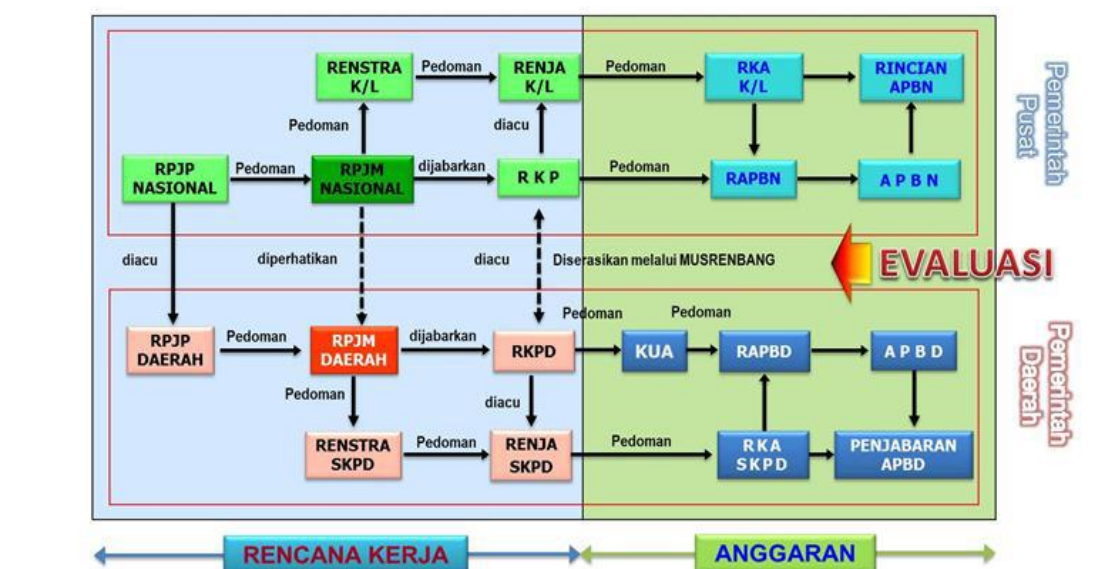 RENSTRA
K/L
Pedoman
RENJA
K/L
Pedoman
RKA
K/L
RINCIAN
APBN
Pemerintah
Pusat
Pedoman
diacu
RPJP
NASIONAL
Pedoman
RPJM
NASIONAL
dijabarkan
R K P
Pedoman
RAPBN
A P B N
diacu
diperhatikan
diacu
Diserasikan melalui MUSRENBANG
EVALUASI
Pedoman
Pedoman
RPJP
DAERAH
Pedoman
RPJM
DAERAH
dijabarkan
RKPD
KUA
RAPBD
A P B D
Pemerintah
Daerah
Pedoman
diacu
RENSTRA
SKPD
Pedoman
RENJA
SKPD
Pedoman
R K A
S K P D
PENJABARAN
APBD
RENCANA KERJA
ANGGARAN